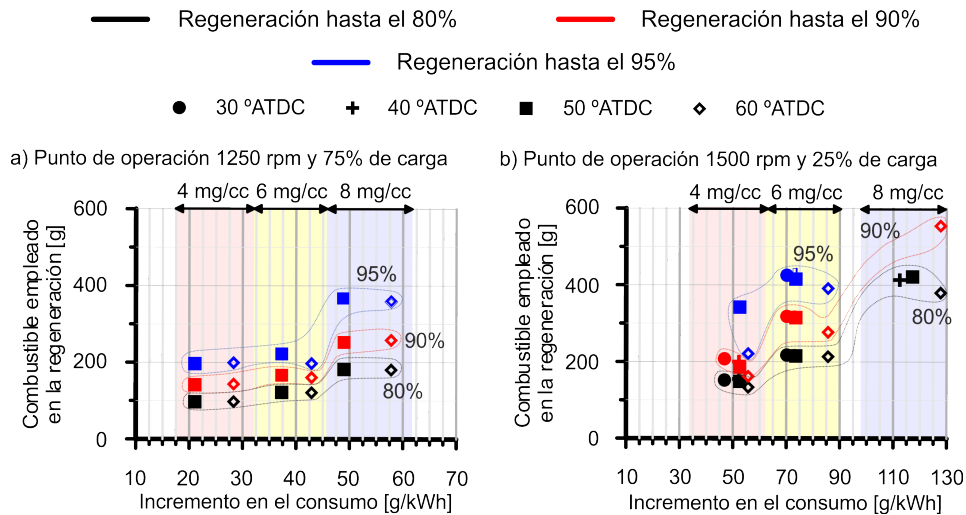 Regeneración hasta el 80%
Regeneración hasta el 90%
Regeneración hasta el 95%
30 ºATDC
40 ºATDC
50 ºATDC
60 ºATDC
a) Punto de operación 1250 rpm y 75% de carga
4 mg/cc
6 mg/cc
8 mg/cc
Combustible empleado
en la regeneración [g]
600
400
200
0
95%
90%
80%
10 20 30 40 50 60 70
Incremento en el consumo [g/kWh]
b) Punto de operación 1500 rpm y 25% de carga
4 mg/cc
6 mg/cc
8 mg/cc
Combustible empleado
en la regeneración [g]
600
400
200
0
90%
95%
80%
10 30 50 70 90 110 130
Incremento en el consumo [g/kWh]